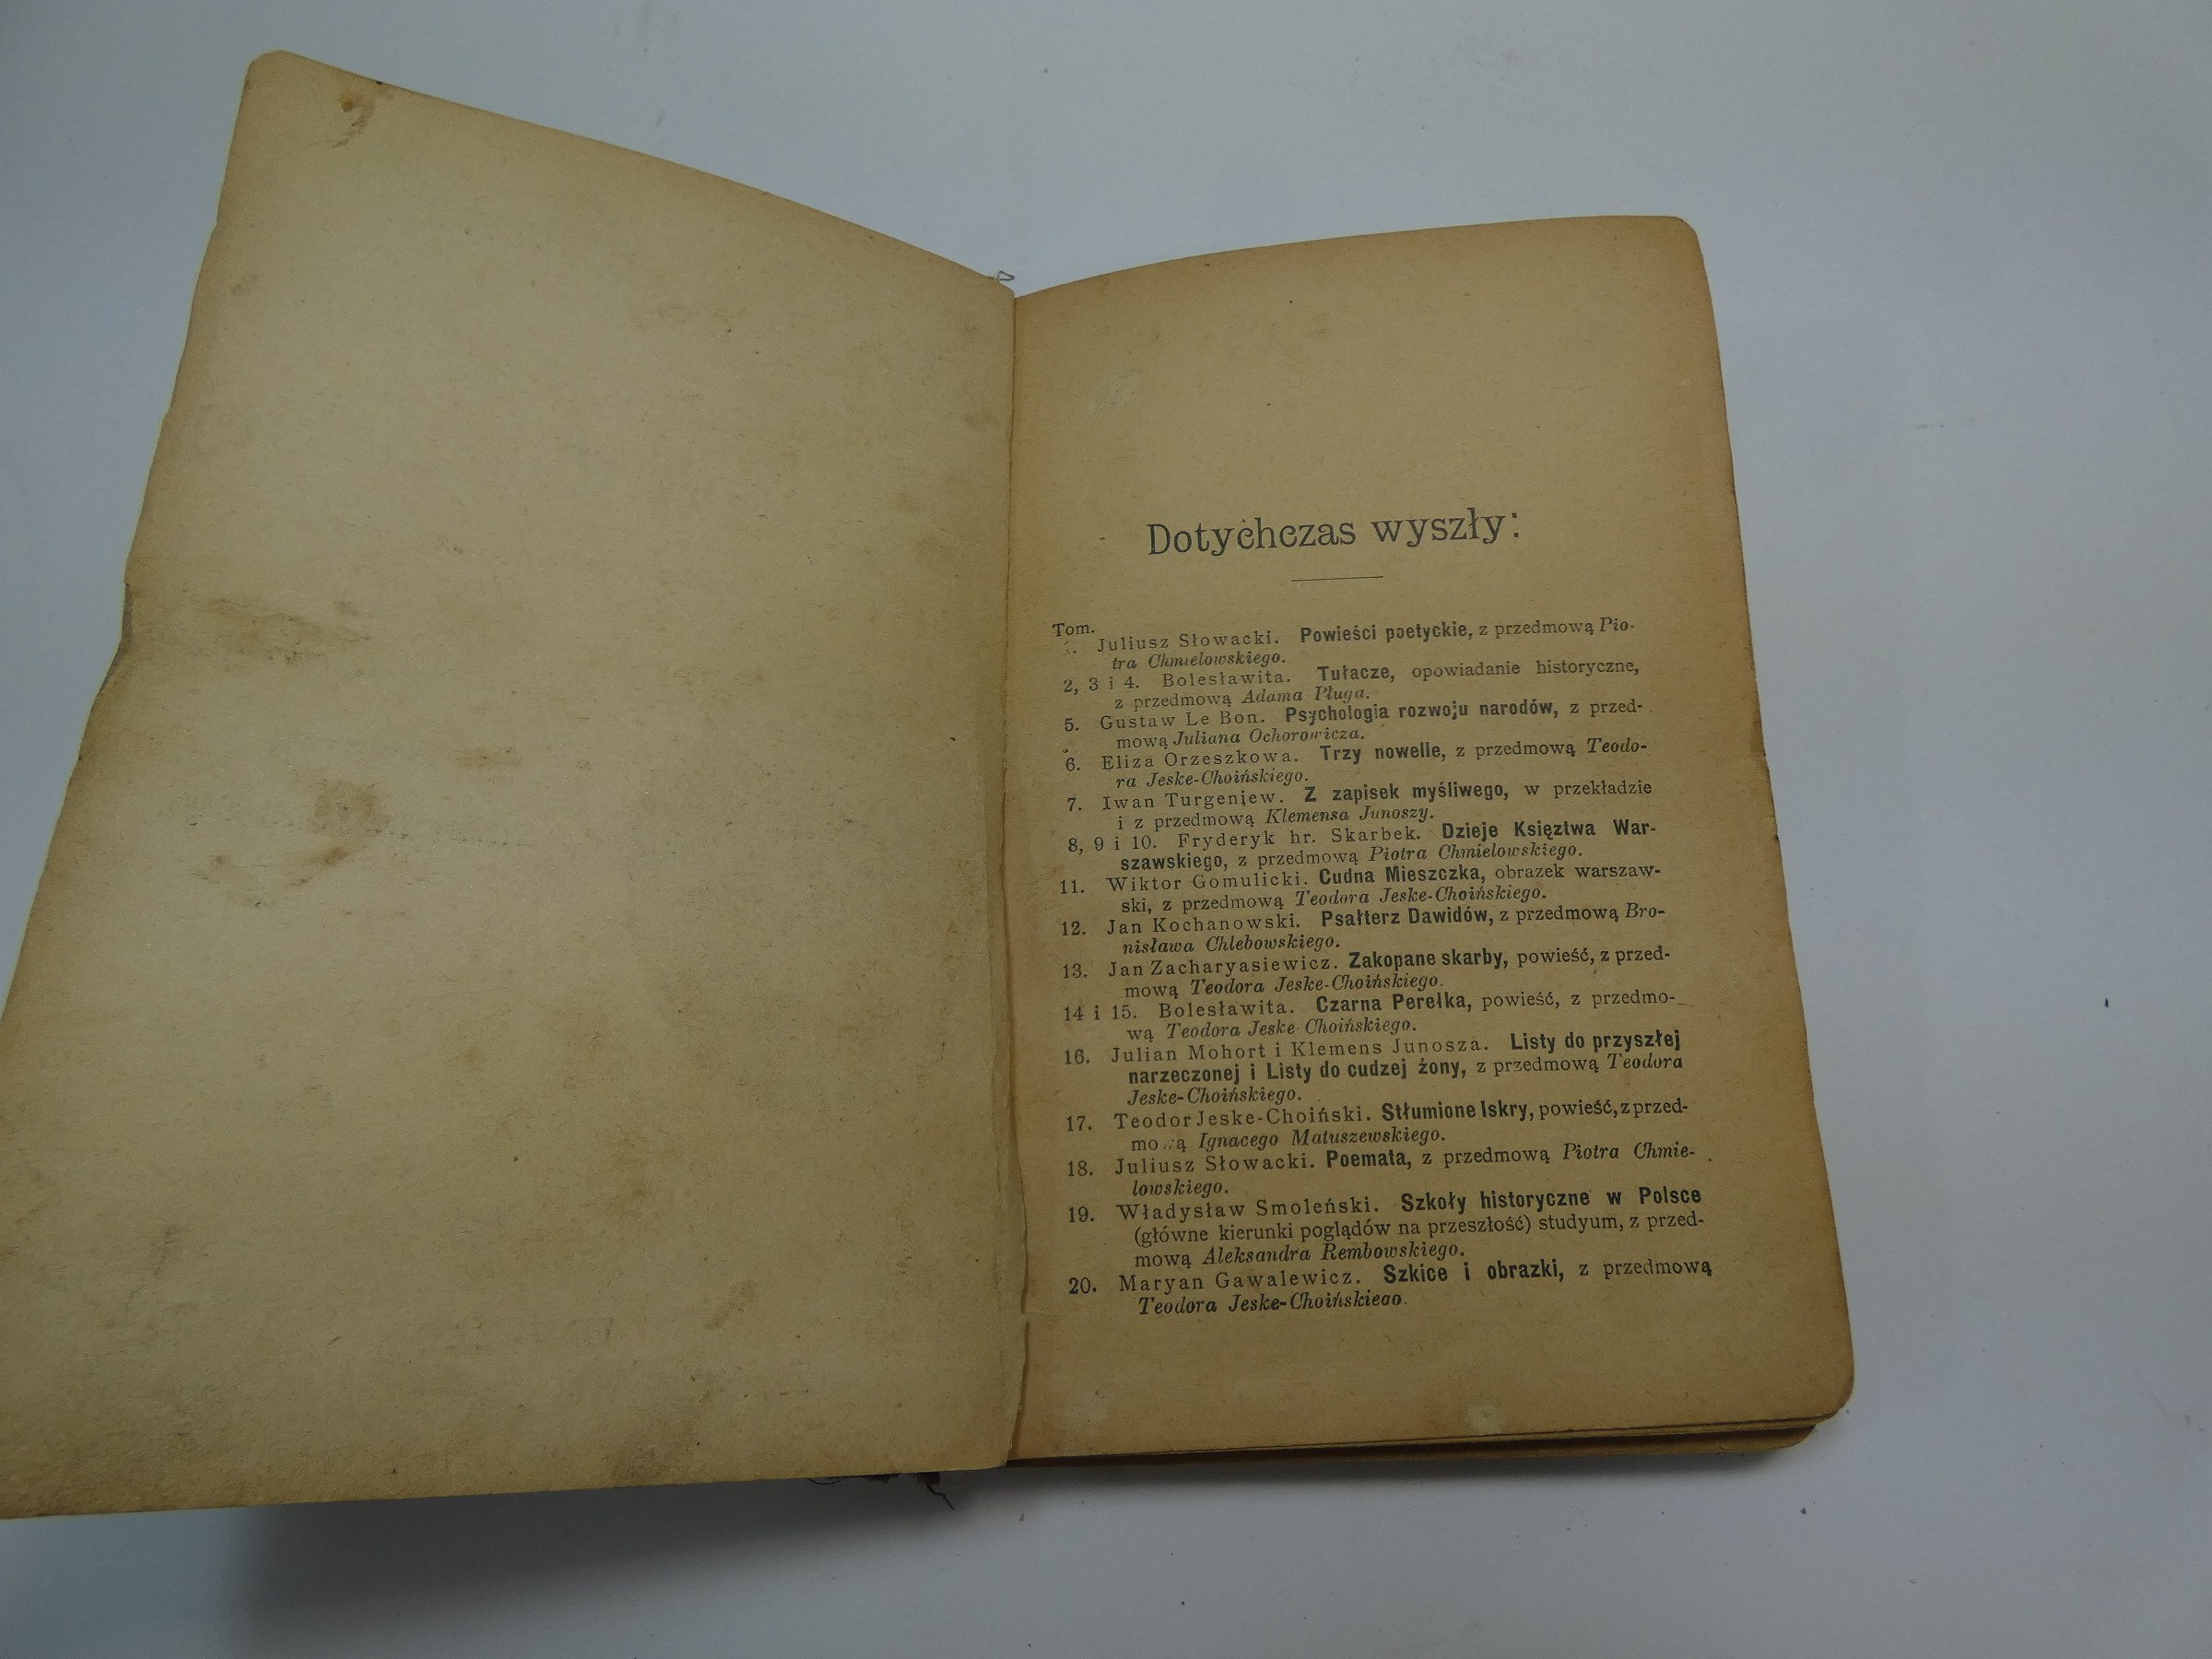 Dotychczas wyszły:
Tom.
1. Juliusz Słowacki. Powieści poetyckie, z przedmową Pio-
tra Chmielowskiego.
2, 3 i 4. Bolesławita. Tułacze, opowiadanie historyczne,
z przedmową Adama Pługa.
5. Gustaw Le Bon. Psychologia rozwoju narodów, z przed-
mową Juliana Ochorowicza.
6. Eliza Orzeszkowa. Trzy nowelle, z przedmową Teodo-
ra Jeske-Choińskiego.
7. Iwan Turgenjew. Z zapisek myśliwego, w przekładzie
i z przedmową Klemensa Junoszy.
8, 9 i 10. Fryderyk hr. Skarbek. Dzieje Księztwa War-
szawskiego, z przedmową Piotra Chmielowskiego.
11. Wiktor Gomulicki. Cudna Mieszczka, obrazek warszaw-
ski, z przedmową Teodora Jeske-Choińskiego.
12. Jan Kochanowski. Psałterz Dawidów, z przedmową Bro-
nisława Chlebowskiego.
13. Jan Zacharyasiewicz. Zakopane skarby, powieść, z przed-
mową Teodora Jeske-Choińskiego.
14 i 15. Bolesławita. Czarna Perełka, powieść, z przedmo-
wą Teodora Jeske-Choińskiego.
16. Julian Mohort i Klemens Junosza. Listy do przyszłej
narzeczonej i Listy do cudzej żony, z przedmową Teodora
Jeske-Choińskiego.
17. Teodor Jeske-Choiński. Stłumione Iskry, powieść, z przed-
mową Ignacego Matuszewskiego.
18. Juliusz Słowacki. Poemata, z przedmową Piotra Chmie-
lowskiego.
19. Władysław Smoleński. Szkoły historyczne w Polsce
(główne kierunki poglądów na przeszłość) studyum, z przed-
mową Aleksandra Rembowskiego.
20. Maryan Gawalewicz. Szkice i obrazki, z przedmową
Teodora Jeske-Choińskiego.